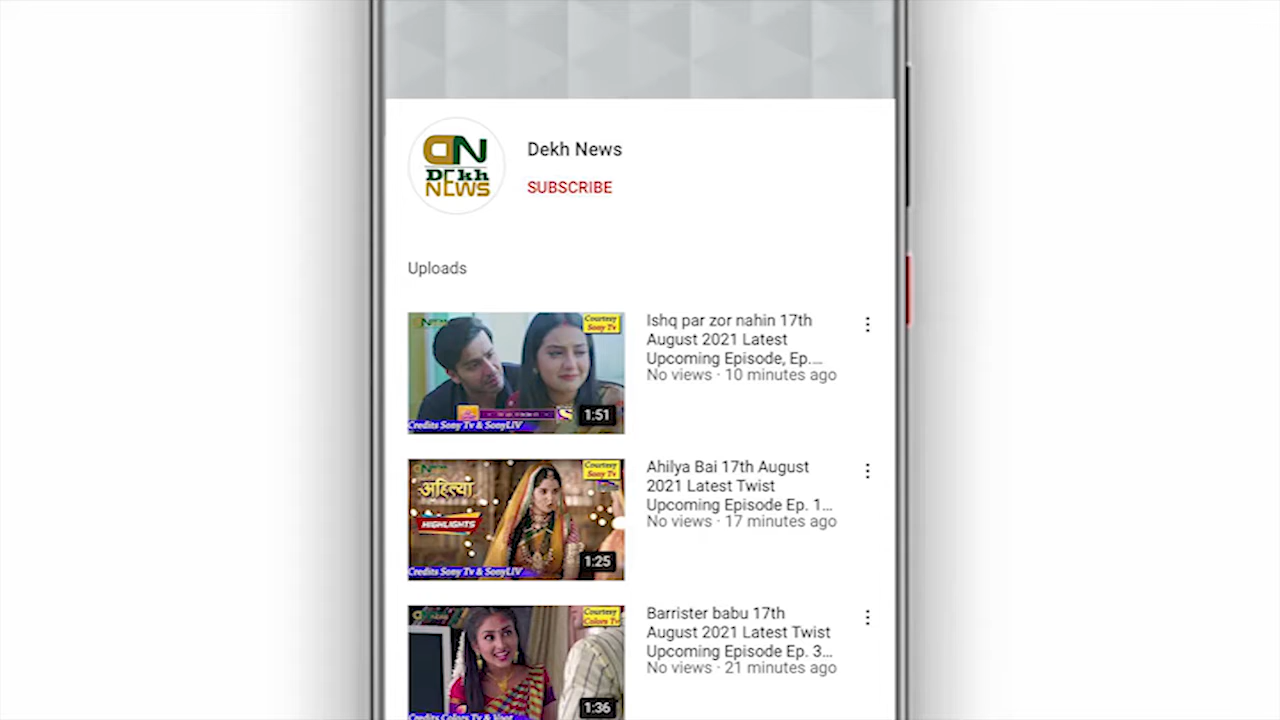 DN
Dekh
NEWS
Dekh News
SUBSCRIBE
Uploads
Courtesy
Sony Tv
1:51
Credits Sony Tv & SonyLIV
Ishq par zor nahin 17th
August 2021 Latest
Upcoming Episode, Ep....
No views · 10 minutes ago
Courtesy
Sony Tv
अहिल्या
HIGHLIGHTS
1:25
Credits Sony Tv & SonyLIV
Ahilya Bai 17th August
2021 Latest Twist
Upcoming Episode Ep. 1...
No views · 17 minutes ago
Courtesy
Colors Tv
1:36
Credits Colors Tv & Voot
Barrister babu 17th
August 2021 Latest Twist
Upcoming Episode Ep. 3...
No views · 21 minutes ago